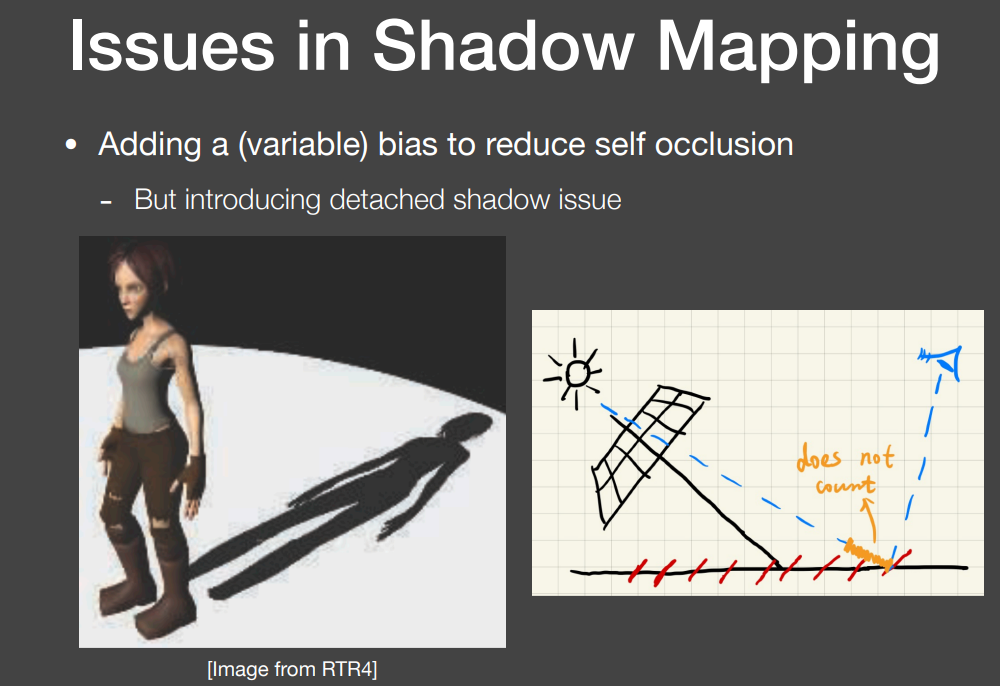 Issues in Shadow Mapping
• Adding a (variable) bias to reduce self occlusion
- But introducing detached shadow issue
does not
count
[Image from RTR4]